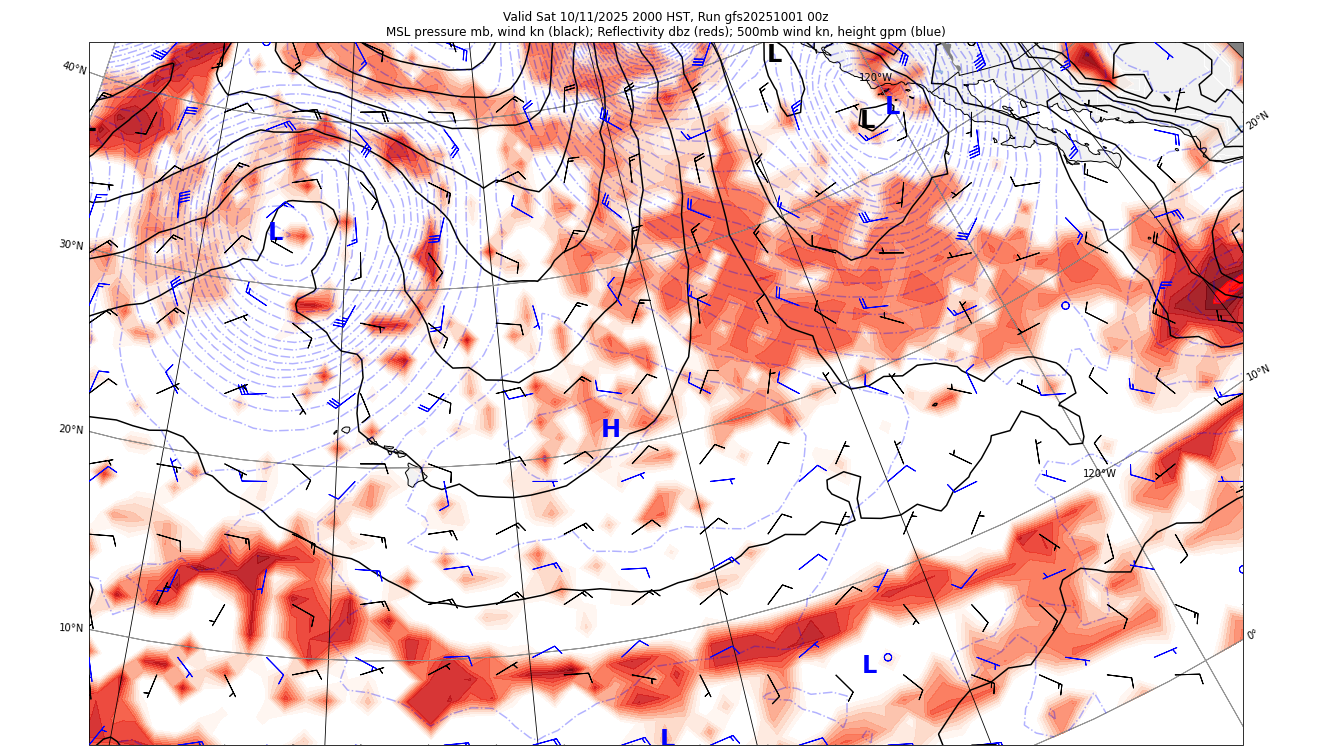 Valid Sat 10/11/2025 2000 HST, Run gfs20251001 00z
MSL pressure mb, wind kn (black); Reflectivity dbz (reds); 500mb wind kn, height gpm (blue)
L
40°N
120°W
L
L
20°N
L
30°N
10°N
H
20°N
120°W
10°N
0°
L
L